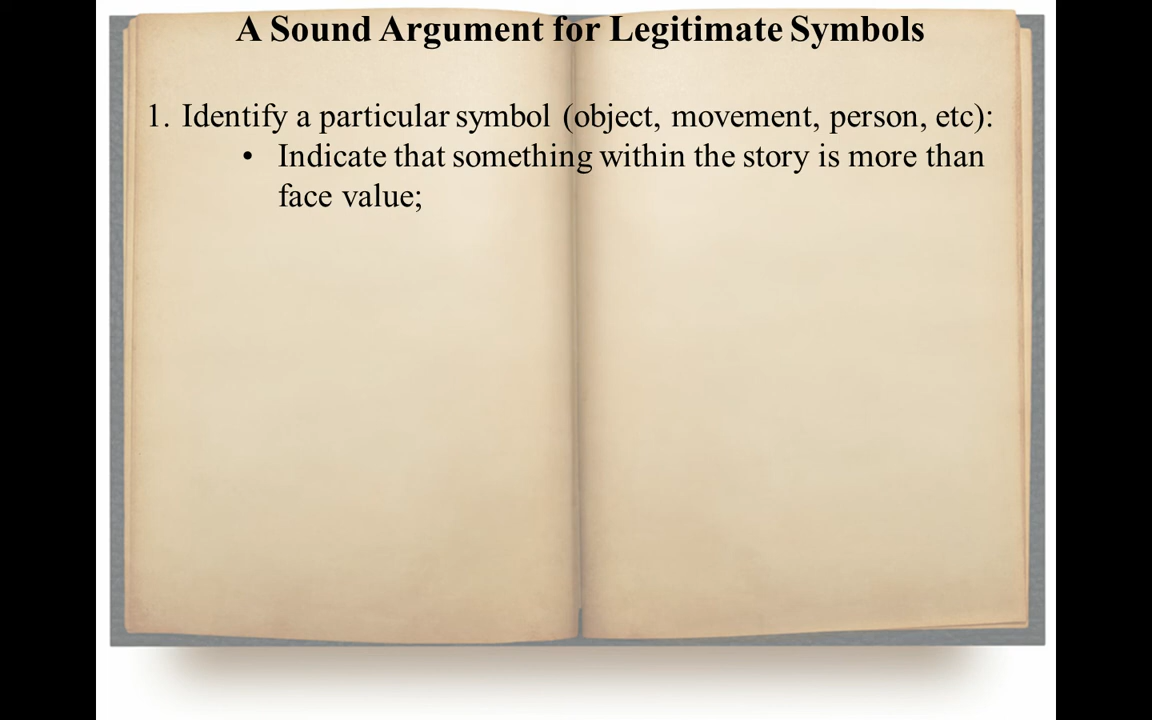 A Sound Argument for Legitimate Symbols
1. Identify a particular symbol (object, movement, person, etc):
• Indicate that something within the story is more than
face value;